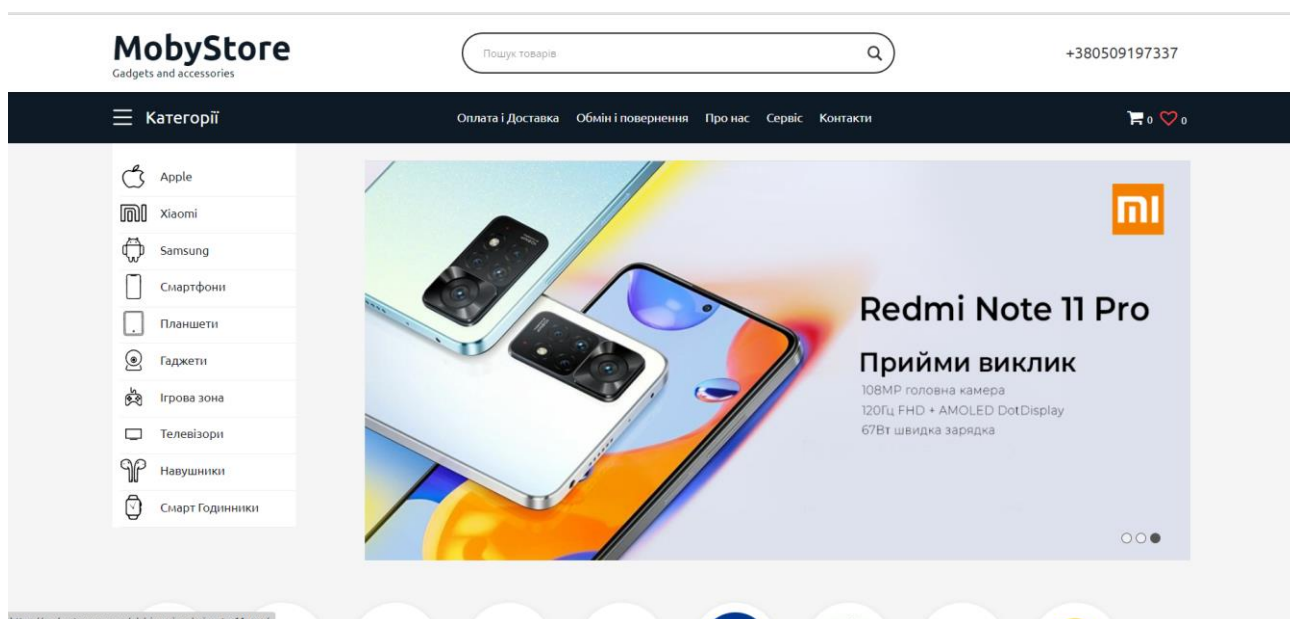 MobyStore
Gadgets and accessories
Пошук товарів
+380509197337
Категорії
Оплата і Доставка Обмін і повернення Про нас Сервіс Контакти
0 0
Apple
Xiaomi
Samsung
Смартфони
Планшети
Гаджети
Ігрова зона
Телевізори
Навушники
Смарт Годинники
Redmi Note 11 Pro
Прийми виклик
108MP головна камера
120Гц FHD + AMOLED DotDisplay
67Вт швидка зарядка